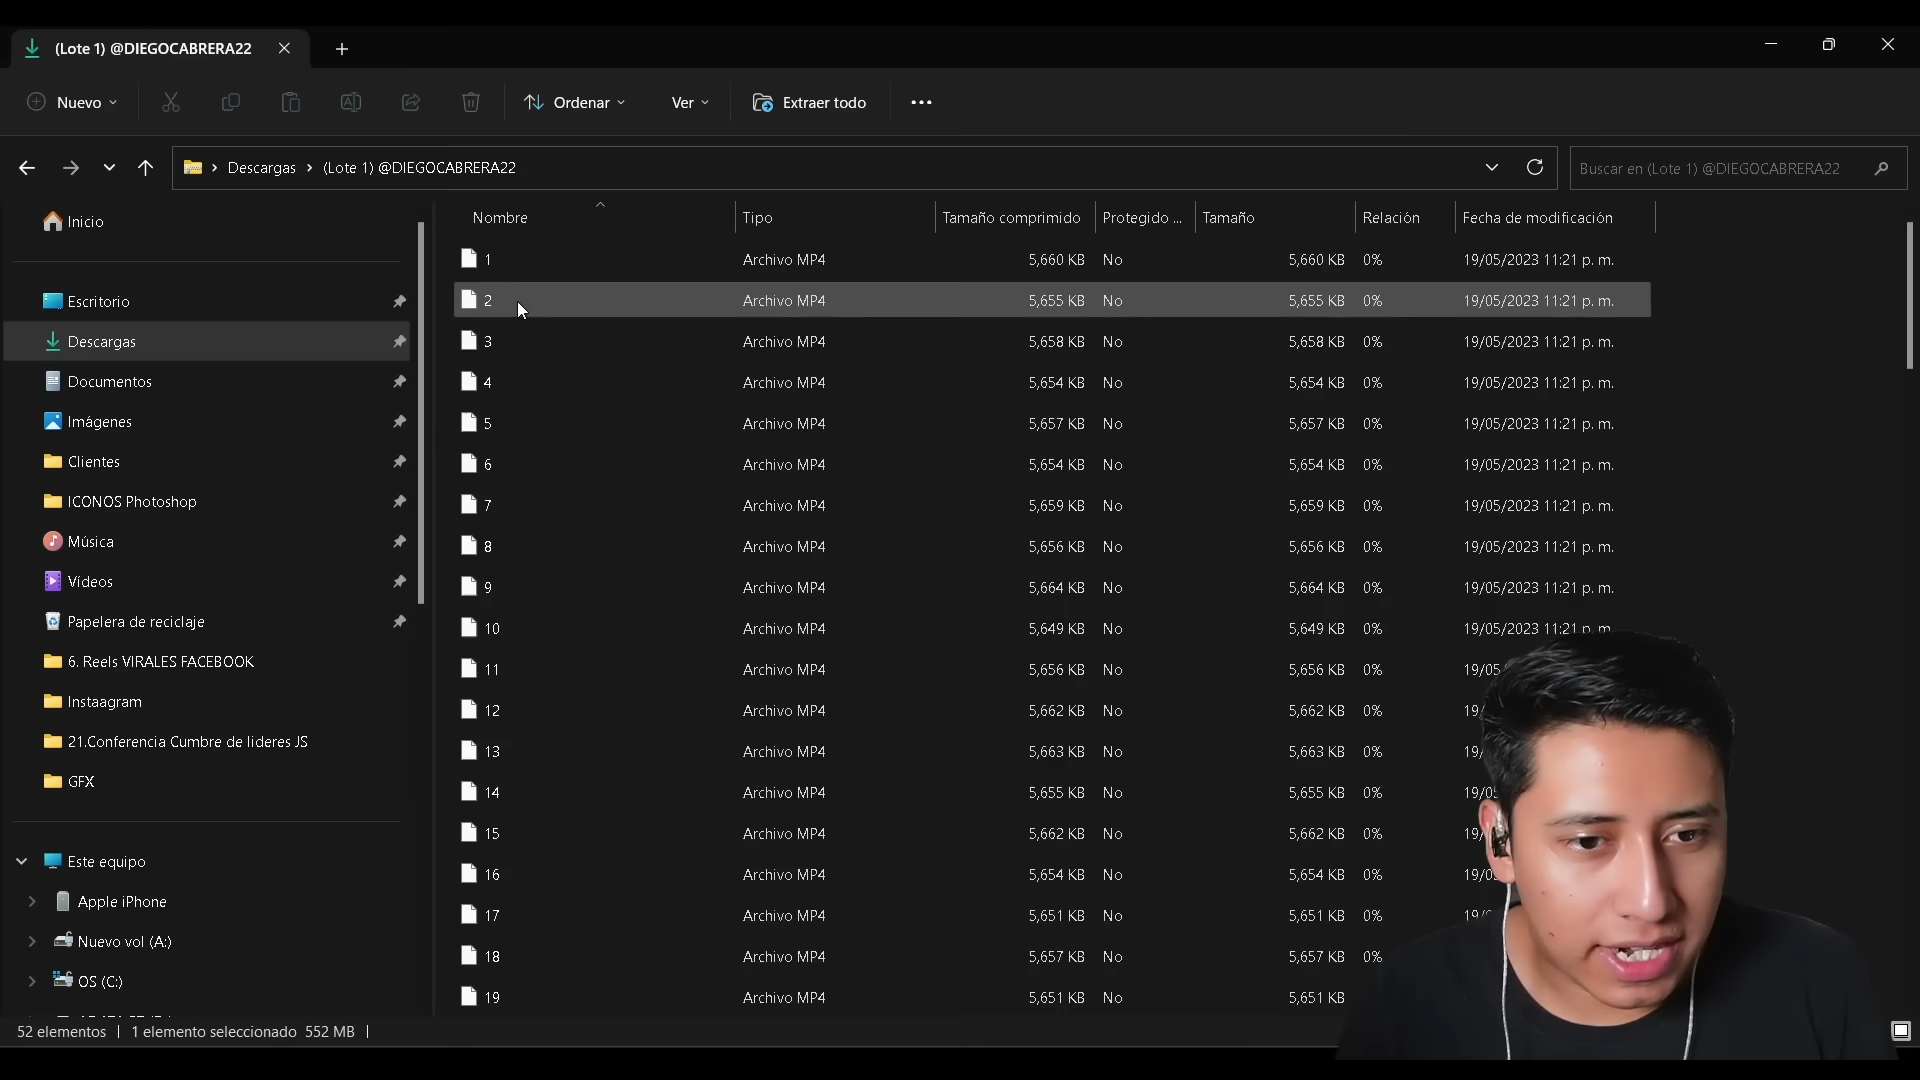 (Lote 1) @DIEGOCABRERA22
Nuevo
Ordenar
Ver
Extraer todo
Descargas
(Lote 1) @DIEGOCABRERA22
Buscar en (Lote 1) @DIEGOCABRERA22
Inicio
Escritorio
Descargas
Documentos
Imágenes
Clientes
ICONOS Photoshop
Música
Vídeos
Papelera de reciclaje
6. Reels VIRALES FACEBOOK
Instaagram
21.Conferencia Cumbre de lideres JS
GFX
Este equipo
Apple iPhone
Nuevo vol (A:)
OS (C:)
Nombre Tipo Tamaño comprimido Protegido ... Tamaño Relación Fecha de modificación
1 Archivo MP4 5,660 KB No 5,660 KB 0% 19/05/2023 11:21 p. m.
2 Archivo MP4 5,655 KB No 5,655 KB 0% 19/05/2023 11:21 p. m.
3 Archivo MP4 5,658 KB No 5,658 KB 0% 19/05/2023 11:21 p. m.
4 Archivo MP4 5,654 KB No 5,654 KB 0% 19/05/2023 11:21 p. m.
5 Archivo MP4 5,657 KB No 5,657 KB 0% 19/05/2023 11:21 p. m.
6 Archivo MP4 5,654 KB No 5,654 KB 0% 19/05/2023 11:21 p. m.
7 Archivo MP4 5,659 KB No 5,659 KB 0% 19/05/2023 11:21 p. m.
8 Archivo MP4 5,656 KB No 5,656 KB 0% 19/05/2023 11:21 p. m.
9 Archivo MP4 5,664 KB No 5,664 KB 0% 19/05/2023 11:21 p. m.
10 Archivo MP4 5,649 KB No 5,649 KB 0% 19/05/2023 11:21 p. m.
11 Archivo MP4 5,656 KB No 5,656 KB 0% 19/05
12 Archivo MP4 5,662 KB No 5,662 KB 0% 19/
13 Archivo MP4 5,663 KB No 5,663 KB 0% 19/
14 Archivo MP4 5,655 KB No 5,655 KB 0% 19/0
15 Archivo MP4 5,662 KB No 5,662 KB 0% 19/
16 Archivo MP4 5,654 KB No 5,654 KB 0% 19/0
17 Archivo MP4 5,651 KB No 5,651 KB 0% 19/
18 Archivo MP4 5,657 KB No 5,657 KB 0%
19 Archivo MP4 5,651 KB No 5,651 KB
52 elementos | 1 elemento seleccionado 552 MB |